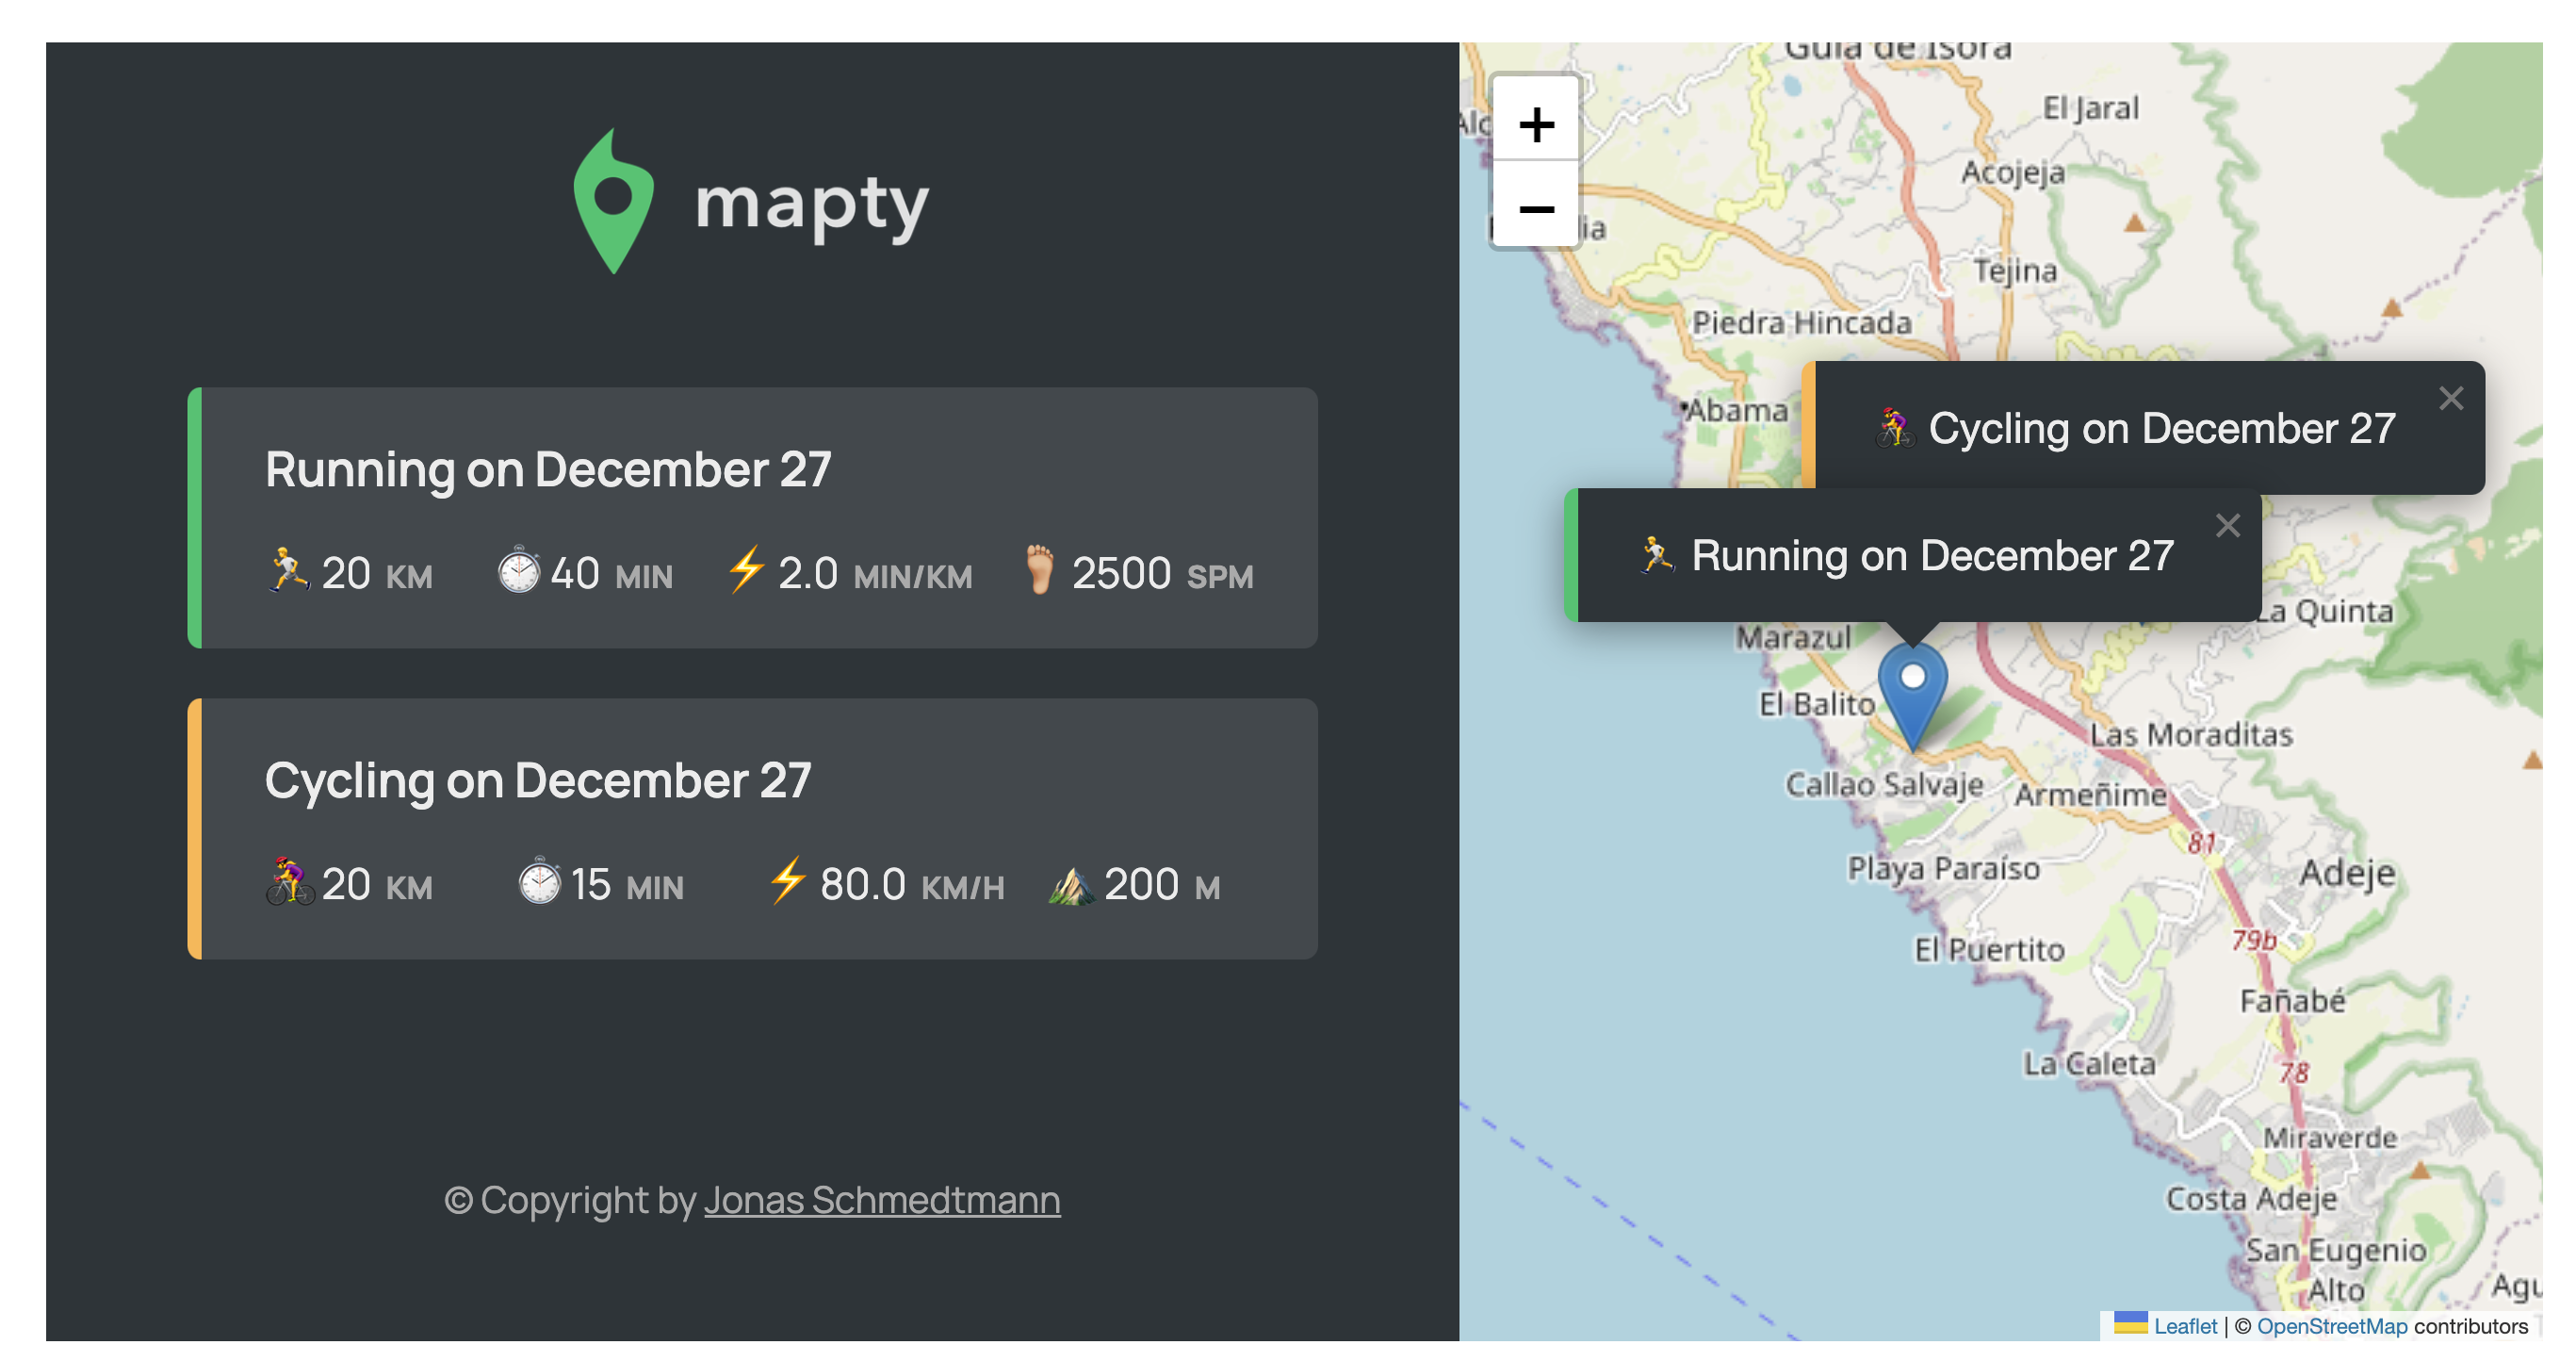 mapty
Running on December 27
20 KM 40 MIN 2.0 MIN/KM 2500 SPM
Cycling on December 27
20 KM 15 MIN 80.0 KM/H 200 M
© Copyright by Jonas Schmedtmann
+
−
Guía de Isora
El Jaral
Acojeja
Tejina
Piedra Hincada
Abama
Cycling on December 27
×
Running on December 27
×
La Quinta
Marazul
El Balito
Las Moraditas
Callao Salvaje
Armeñime
81
Playa Paraíso
Adeje
79b
El Puertito
Fañabé
La Caleta
78
Miraverde
Costa Adeje
San Eugenio
Alto
Leaflet | © OpenStreetMap contributors